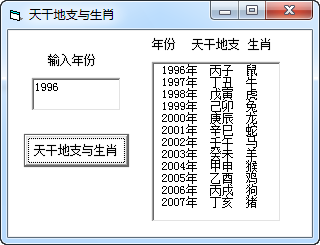 天干地支与生肖
输入年份
1996
天干地支与生肖
年份 天干地支 生肖
1996年 丙子 鼠
1997年 丁丑 牛
1998年 戊寅 虎
1999年 己卯 兔
2000年 庚辰 龙
2001年 辛巳 蛇
2002年 壬午 马
2003年 癸未 羊
2004年 甲申 猴
2005年 乙酉 鸡
2006年 丙戌 狗
2007年 丁亥 猪